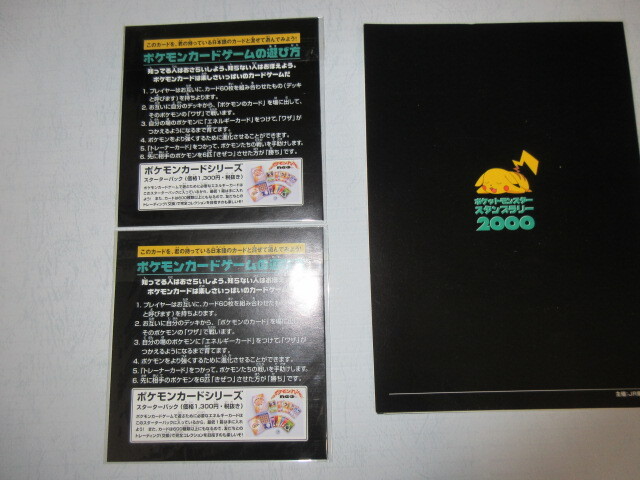 このカードを、君の持っている日本語のカードと混ぜて遊んでみよう!
ポケモンカードゲームの遊び方
知ってる人はおさらいしよう。知らない人はおぼえよう。
ポケモンカードは楽しさいっぱいのカードゲームだ
1. プレイヤーはお互いに、カード60枚を組み合わせたもの(デッキ
と呼びます)を持ちよります。
2. お互いに自分のデッキから、「ポケモンのカード」を場に出して、
そのポケモンの「ワザ」で戦います。
3. 自分の場のポケモンに「エネルギーカード」をつけて、「ワザ」が
つかえるようになるまで育てます。
4. ポケモンをより強くするために進化させることができます。
5. 「トレーナーカード」をつかって、ポケモンたちの戦いを手助けします。
6. 先に相手のポケモンを6匹「きぜつ」させた方が「勝ち」です。
ポケモンカードシリーズ
スターターパック(価格1,300円・税抜き)
neo
このカードを、君の持っている日本語のカードと混ぜて遊んでみよう!
ポケモンカードゲームの遊び
知ってる人はおさらいしよう。知らない人はおぼえ
ポケモンカードは楽しさいっぱいのカードゲー
1. プレイヤーはお互いに、カード60枚を組み合わせたも
と呼びます)を持ちよります。
2. お互いに自分のデッキから、「ポケモンのカード」を場に
そのポケモンの「ワザ」で戦います。
3. 自分の場のポケモンに「エネルギーカード」をつけて、「ワザ」が
つかえるようになるまで育てます。
4. ポケモンをより強くするために進化させることができます。
5. 「トレーナーカード」をつかって、ポケモンたちの戦いを手助けします。
6. 先に相手のポケモンを6匹「きぜつ」させた方が「勝ち」です。
ポケモンカードシリーズ
スターターパック(価格1,300円・税抜き)
neo
ポケットモンスター
スタンプラリー
2000